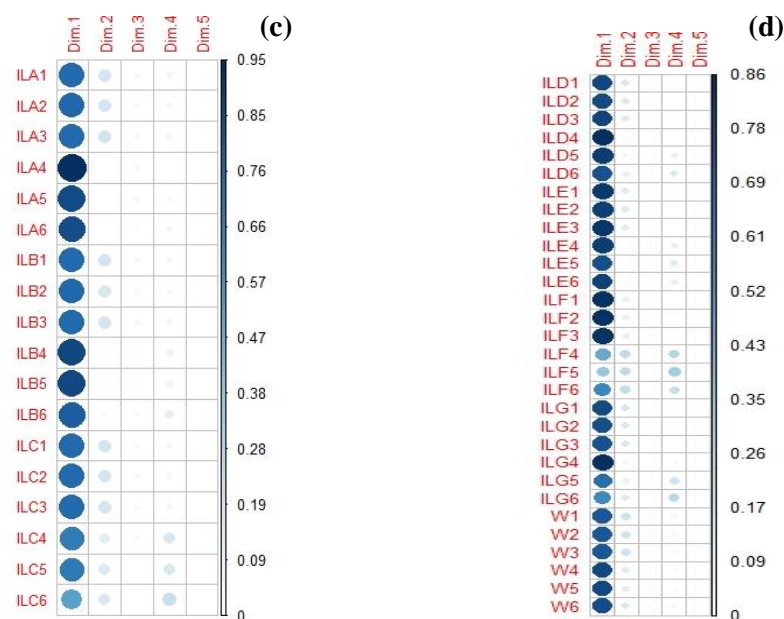 (c)
Dim.1 Dim.2 Dim.3 Dim.4 Dim.5
ILA1
ILA2
ILA3
ILA4
ILA5
ILA6
ILB1
ILB2
ILB3
ILB4
ILB5
ILB6
ILC1
ILC2
ILC3
ILC4
ILC5
ILC6
0.95
0.85
0.76
0.66
0.57
0.47
0.38
0.28
0.19
0.09
0
(d)
Dim.1 Dim.2 Dim.3 Dim.4 Dim.5
ILD1
ILD2
ILD3
ILD4
ILD5
ILD6
ILE1
ILE2
ILE3
ILE4
ILE5
ILE6
ILF1
ILF2
ILF3
ILF4
ILF5
ILF6
ILG1
ILG2
ILG3
ILG4
ILG5
ILG6
W1
W2
W3
W4
W5
W6
0.86
0.78
0.69
0.61
0.52
0.43
0.35
0.26
0.17
0.09
0